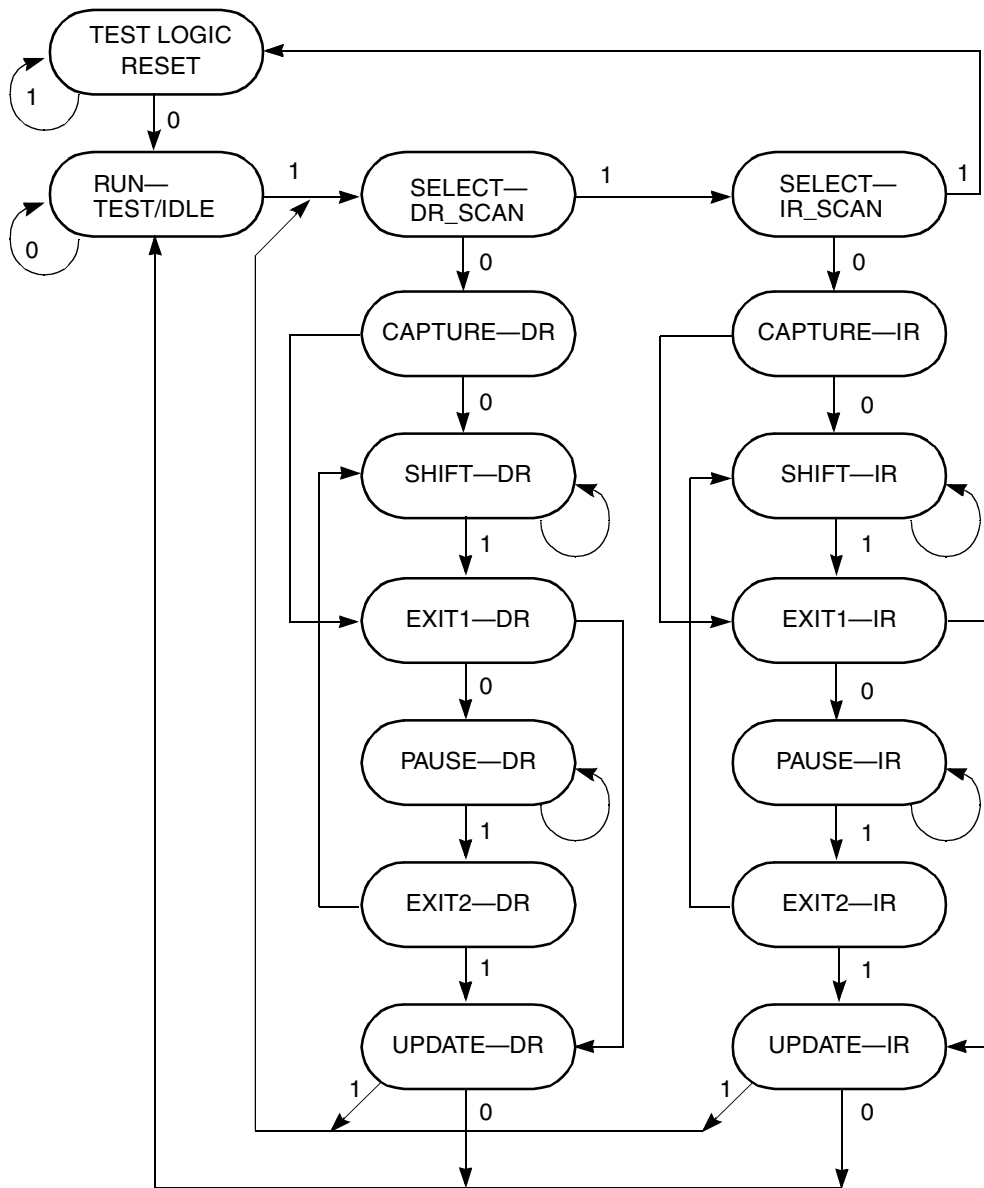 TEST LOGIC
RESET
1
0
RUN—
TEST/IDLE
1
SELECT—
DR_SCAN
1
SELECT—
IR_SCAN
1
0
0
0
CAPTURE—DR
CAPTURE—IR
0
0
SHIFT—DR
SHIFT—IR
1
1
EXIT1—DR
EXIT1—IR
0
0
PAUSE—DR
PAUSE—IR
1
1
EXIT2—DR
EXIT2—IR
1
1
UPDATE—DR
UPDATE—IR
1
0
1
0